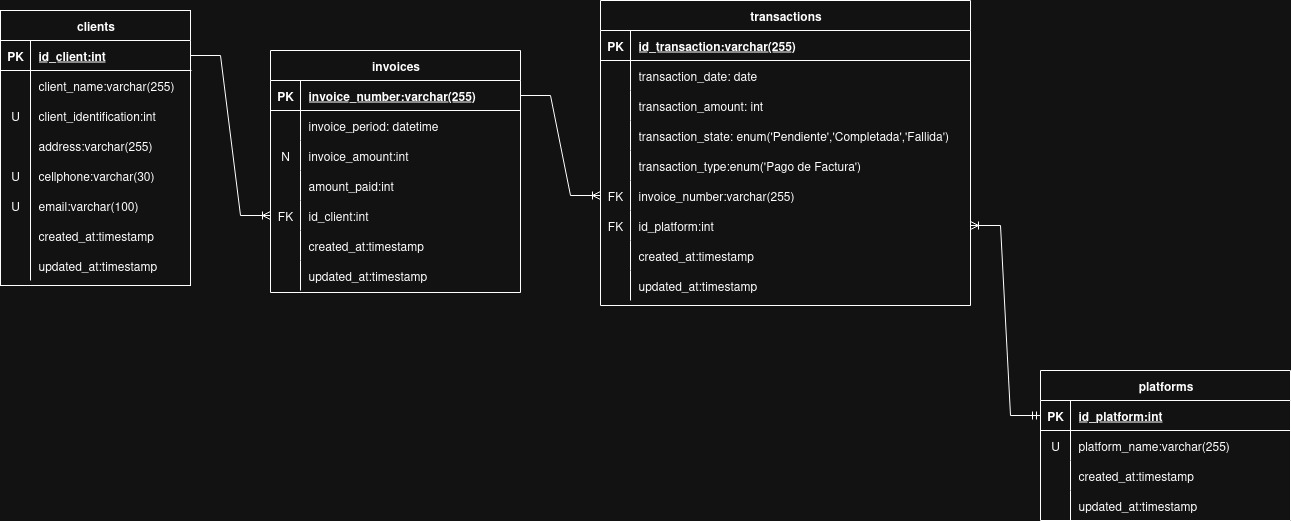 clients
PK id_client:int
client_name:varchar(255)
U client_identification:int
address:varchar(255)
U cellphone:varchar(30)
U email:varchar(100)
created_at:timestamp
updated_at:timestamp
invoices
PK invoice_number:varchar(255)
invoice_period: datetime
N invoice_amount:int
amount_paid:int
FK id_client:int
created_at:timestamp
updated_at:timestamp
transactions
PK id_transaction:varchar(255)
transaction_date: date
transaction_amount: int
transaction_state: enum('Pendiente','Completada','Fallida')
transaction_type:enum('Pago de Factura')
FK invoice_number:varchar(255)
FK id_platform:int
created_at:timestamp
updated_at:timestamp
platforms
PK id_platform:int
U platform_name:varchar(255)
created_at:timestamp
updated_at:timestamp